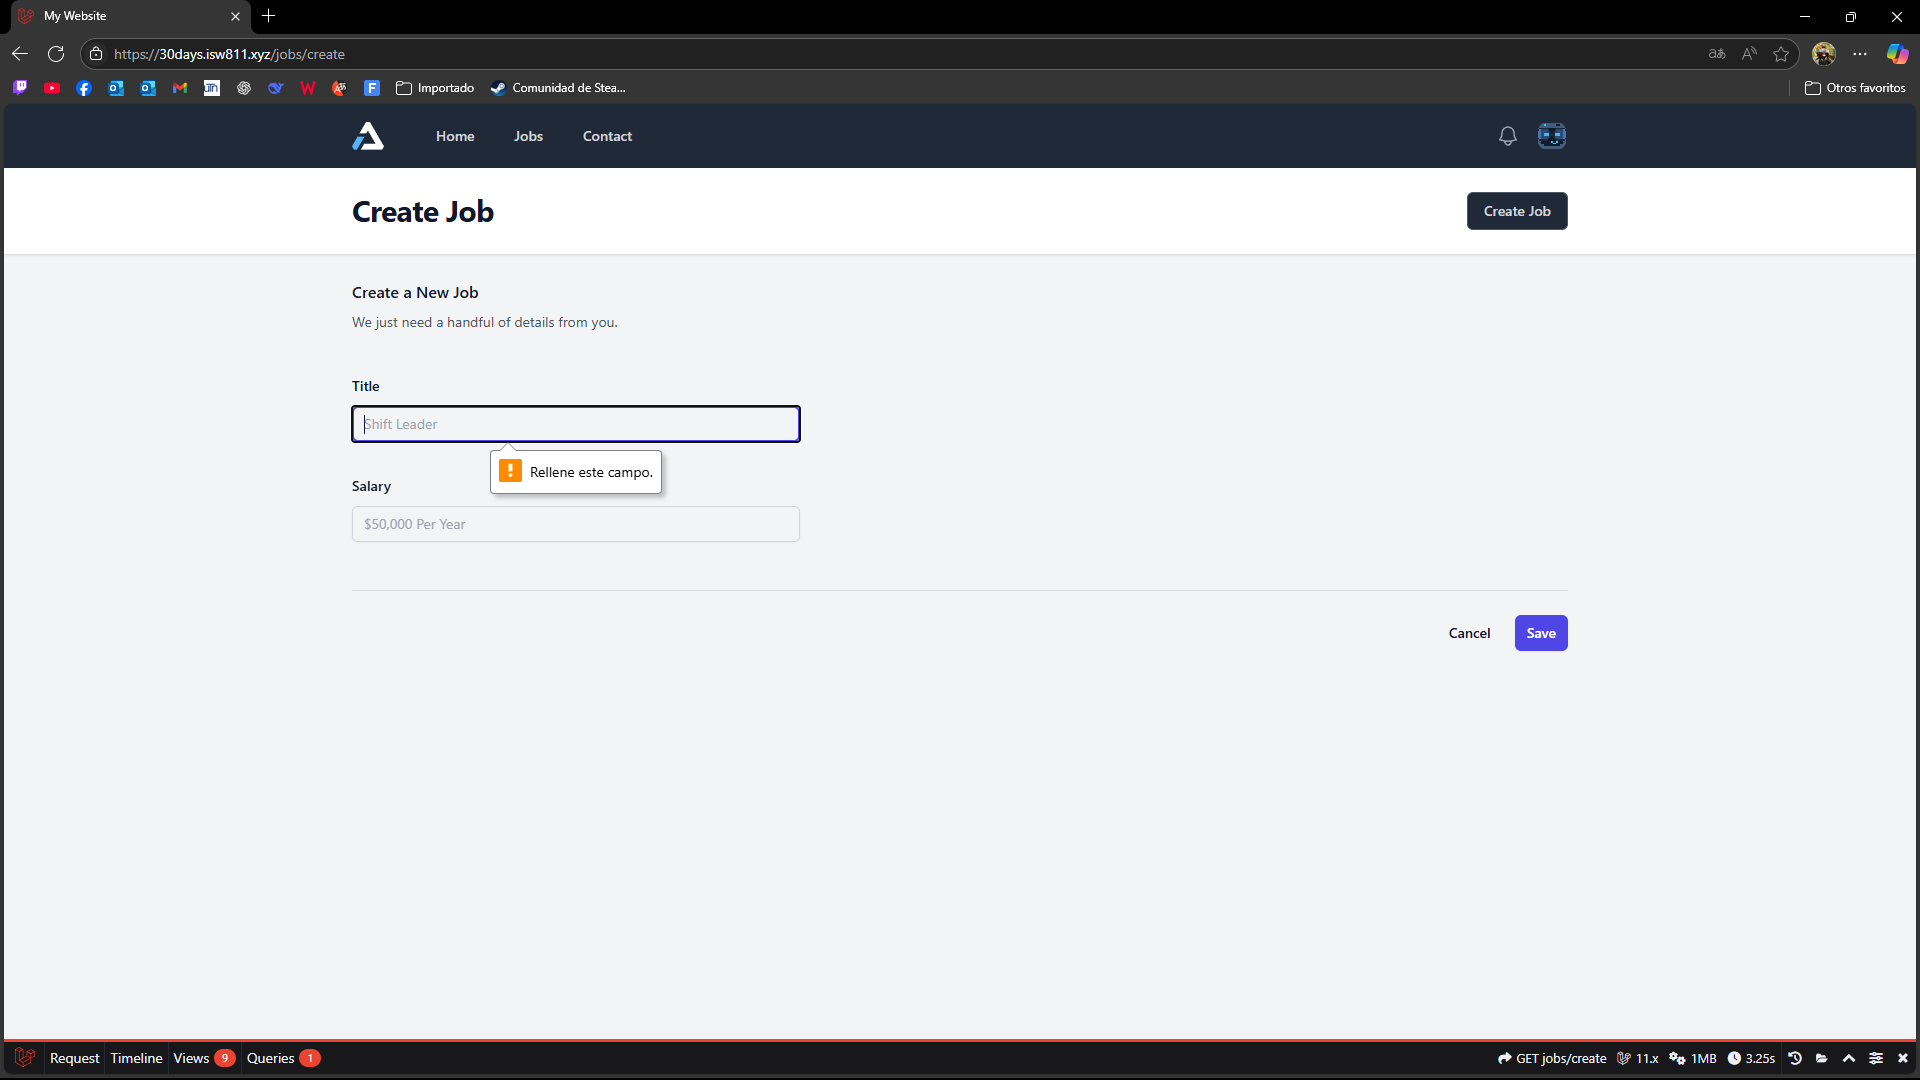 My Website
https://30days.isw811.xyz/jobs/create
Importado
Comunidad de Stea...
Otros favoritos
Home
Jobs
Contact
Create Job
Create Job
Create a New Job
We just need a handful of details from you.
Title
Shift Leader
Rellene este campo.
Salary
$50,000 Per Year
Cancel
Save
Request
Timeline
Views 9
Queries 1
GET jobs/create
11.x
1MB
3.25s